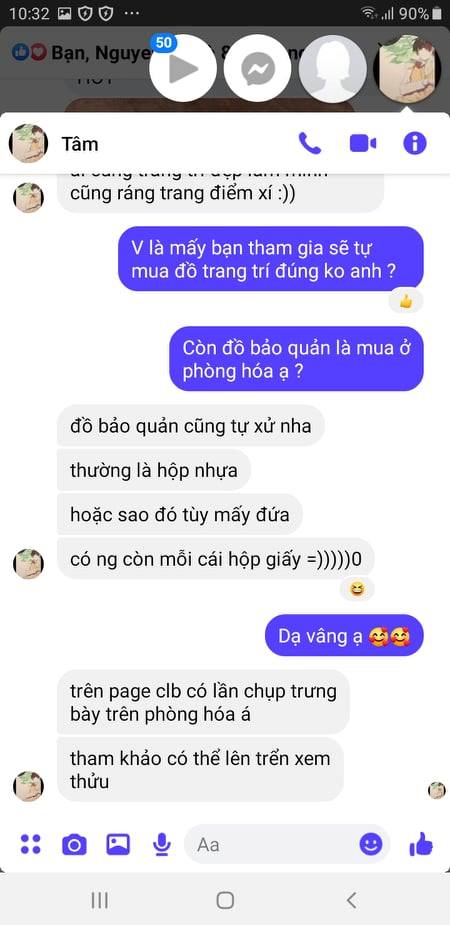 10:32
90%
Bạn, Nguye
50
Tâm
cũng ráng trang điểm xí :))
V là mấy bạn tham gia sẽ tự
mua đồ trang trí đúng ko anh ?
Còn đồ bảo quản là mua ở
phòng hóa ạ ?
đồ bảo quản cũng tự xử nha
thường là hộp nhựa
hoặc sao đó tùy mấy đứa
có ng còn mỗi cái hộp giấy =)))))0
Dạ vâng ạ 🥰🥰
trên page clb có lần chụp trưng
bày trên phòng hóa á
tham khảo có thể lên trển xem
thửu
Aa